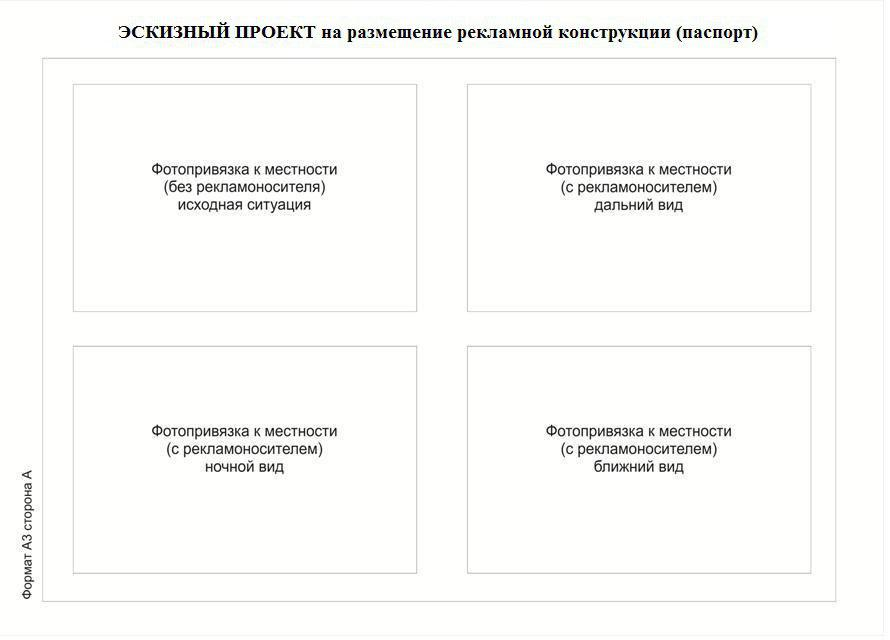 ЭСКИЗНЫЙ ПРОЕКТ на размещение рекламной конструкции (паспорт)
Фотопривязка к местности
(без рекламоносителя)
исходная ситуация
Фотопривязка к местности
(с рекламоносителем)
дальний вид
Фотопривязка к местности
(с рекламоносителем)
ночной вид
Фотопривязка к местности
(с рекламоносителем)
ближний вид
Формат А3 сторона А